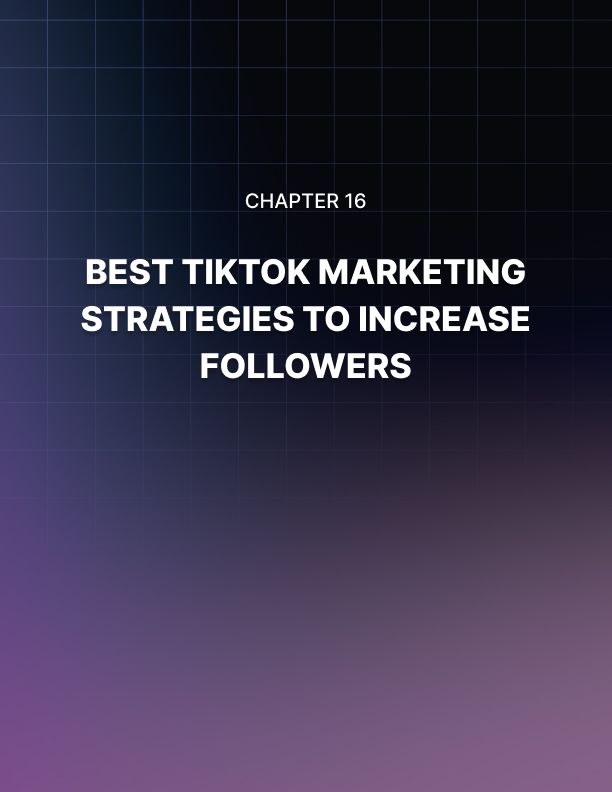 CHAPTER 16
BEST TIKTOK MARKETING
STRATEGIES TO INCREASE
FOLLOWERS